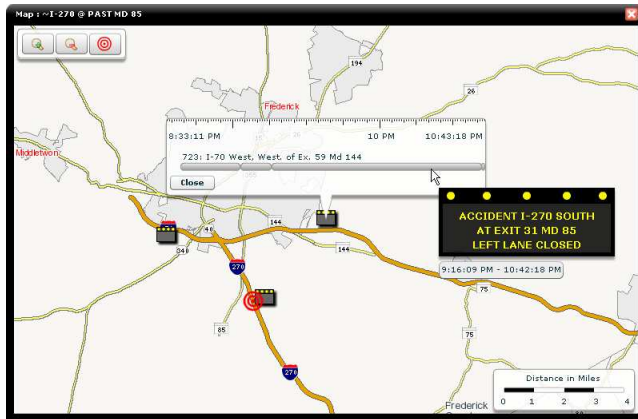 Map : ~I-270 @ PAST MD 85
194
26
Frederick
8:33:11 PM
10 PM
10:43:18 PM
Middletwon
723: I-70 West, West. of Ex. 59 Md 144
Close
ACCIDENT I-270 SOUTH
AT EXIT 31 MD 85
LEFT LANE CLOSED
144
40
340
144
270
9:16:09 PM - 10:42:18 PM
75
85
75
270
Distance in Miles
0 1 2 3 4
Frederick